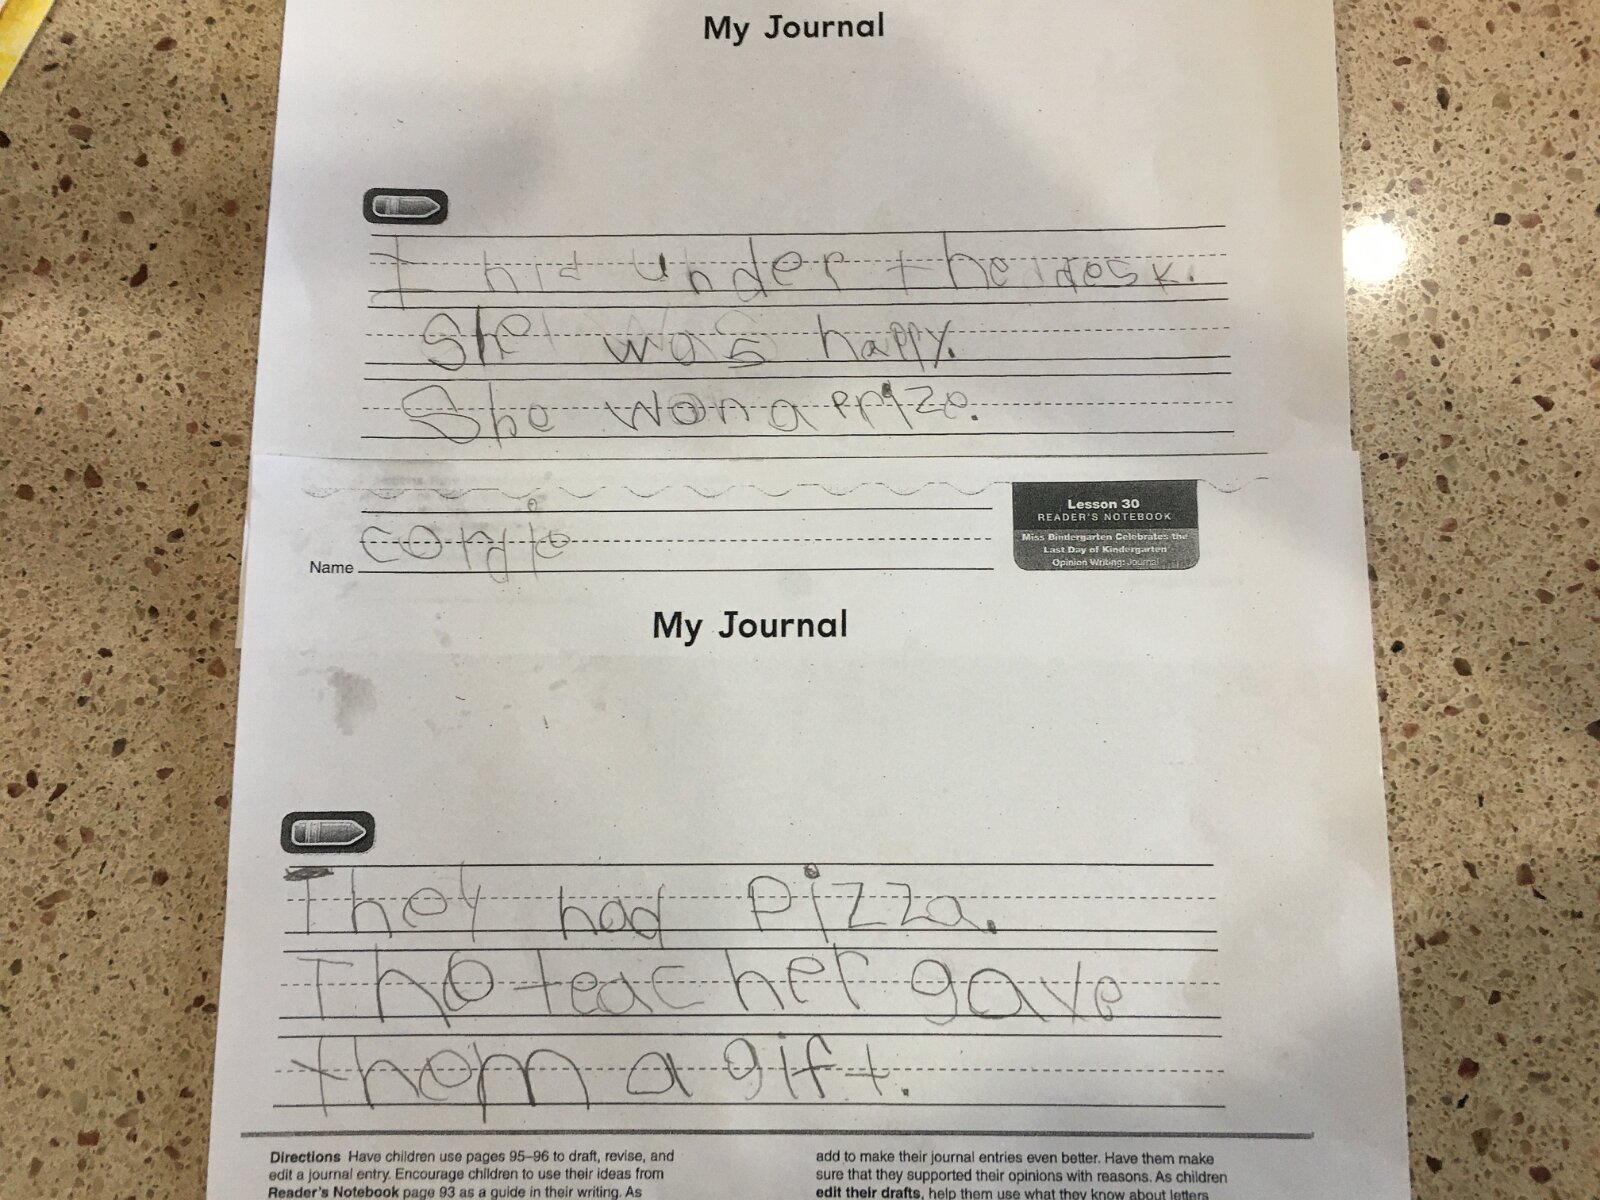 My Journal
I hid under the desk.
She was happy.
She won a prize.
Lesson 30
READER'S NOTEBOOK
Miss Bindergarten Celebrates the
Last Day of Kindergarten
Opinion Writing: Journal
Name
My Journal
They had pizza.
The teacher gave
them a gift.
Directions Have children use pages 95–96 to draft, revise, and
edit a journal entry. Encourage children to use their ideas from
Reader's Notebook page 93 as a guide in their writing. As
add to make their journal entries even better. Have them make
sure that they supported their opinions with reasons. As children
edit their drafts, help them use what they know about letters